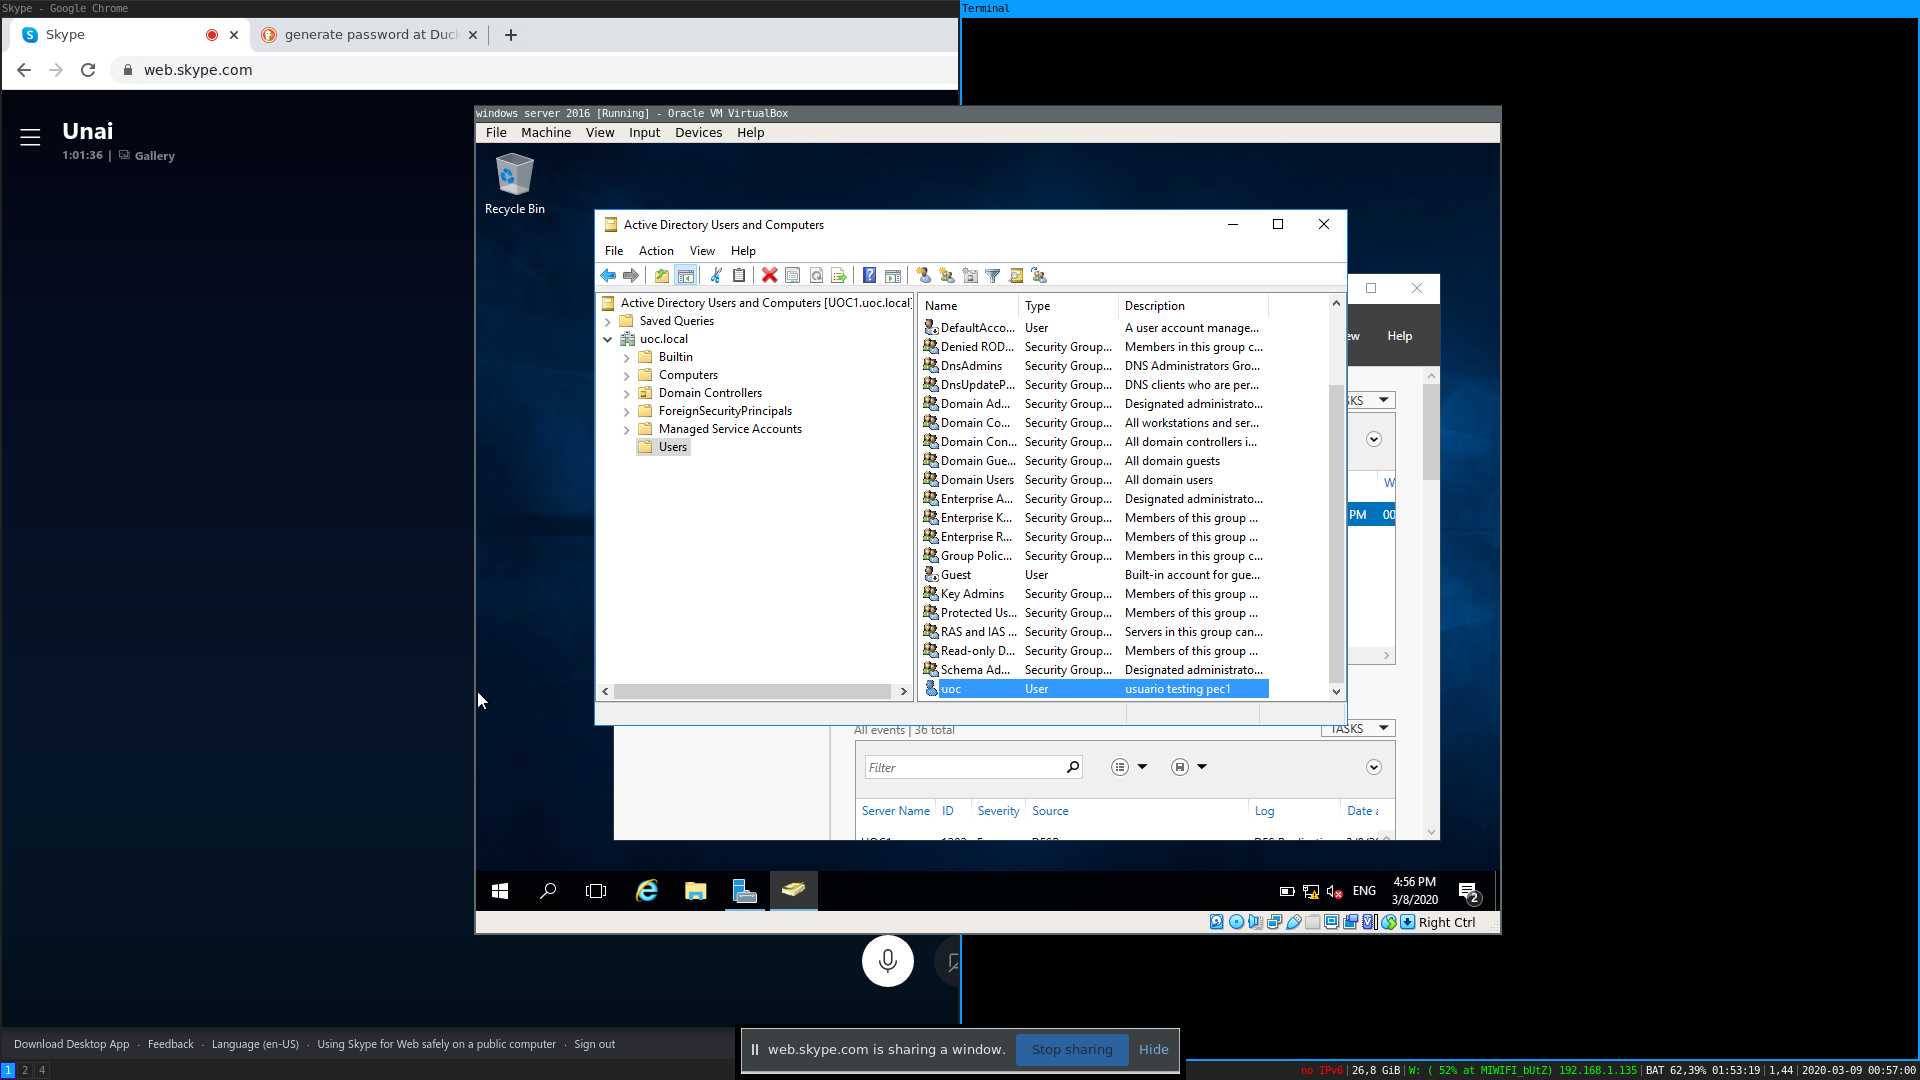 Skype - Google Chrome
Terminal
Skype
generate password at Duc
web.skype.com
Unai
1:01:36 | Gallery
windows server 2016 [Running] - Oracle VM VirtualBox
File Machine View Input Devices Help
Recycle Bin
Active Directory Users and Computers
File Action View Help
Active Directory Users and Computers [UOC1.uoc.local]
Saved Queries
uoc.local
Builtin
Computers
Domain Controllers
ForeignSecurityPrincipals
Managed Service Accounts
Users
Name Type Description
DefaultAcco... User A user account manage...
Denied ROD... Security Group... Members in this group c...
DnsAdmins Security Group... DNS Administrators Gro...
DnsUpdateP... Security Group... DNS clients who are per...
Domain Ad... Security Group... Designated administrato...
Domain Co... Security Group... All workstations and ser...
Domain Con... Security Group... All domain controllers i...
Domain Gue... Security Group... All domain guests
Domain Users Security Group... All domain users
Enterprise A... Security Group... Designated administrato...
Enterprise K... Security Group... Members of this group ...
Enterprise R... Security Group... Members of this group ...
Group Polic... Security Group... Members in this group c...
Guest User Built-in account for gue...
Key Admins Security Group... Members of this group ...
Protected Us... Security Group... Members of this group ...
RAS and IAS ... Security Group... Servers in this group can...
Read-only D... Security Group... Members of this group ...
Schema Ad... Security Group... Designated administrato...
uoc User usuario testing pec1
ew Help
SKS
W
PM 00
All events | 36 total
TASKS
Filter
Server Name ID Severity Source Log Date a
ENG
4:56 PM
3/8/2020
2
Right Ctrl
Download Desktop App · Feedback · Language (en-US) · Using Skype for Web safely on a public computer · Sign out
web.skype.com is sharing a window. Stop sharing Hide
1 2 4
no IPv6 | 26,8 GiB | W: ( 52% at MIWIFI_bUtZ) 192.168.1.135 | BAT 62,39% 01:53:19 | 1,44 | 2020-03-09 00:57:00